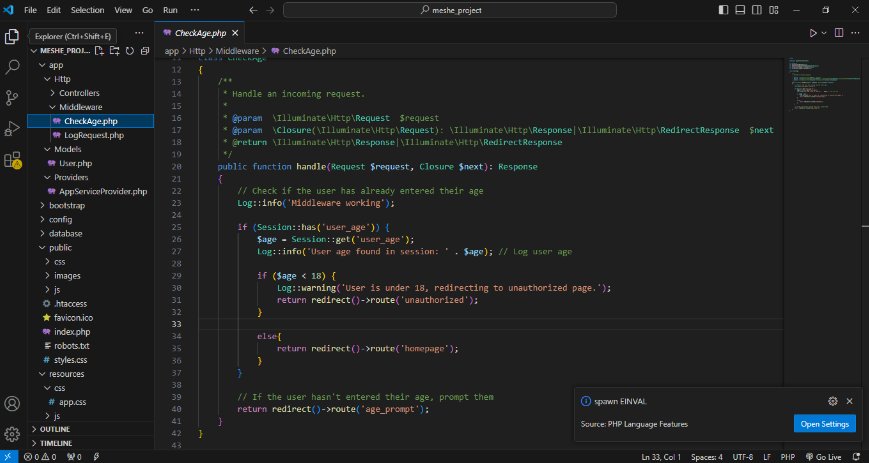 File Edit Selection View Go Run ···
meshe_project
Explorer (Ctrl+Shift+E)
MESHE_PROJ...
app
Http
Controllers
Middleware
CheckAge.php
LogRequest.php
Models
User.php
Providers
AppServiceProvider.php
bootstrap
config
database
public
css
images
js
.htaccess
favicon.ico
index.php
robots.txt
styles.css
resources
css
app.css
js
OUTLINE
TIMELINE
CheckAge.php
app > Http > Middleware > CheckAge.php
11 class CheckAge
12 {
13     /**
14      * Handle an incoming request.
15      *
16      * @param  \Illuminate\Http\Request  $request
17      * @param  \Closure(\Illuminate\Http\Request): \Illuminate\Http\Response|\Illuminate\Http\RedirectResponse  $next
18      * @return \Illuminate\Http\Response|\Illuminate\Http\RedirectResponse
19      */
20     public function handle(Request $request, Closure $next): Response
21     {
22         // Check if the user has already entered their age
23         Log::info('Middleware working');
24
25         if (Session::has('user_age')) {
26             $age = Session::get('user_age');
27             Log::info('User age found in session: ' . $age); // Log user age
28
29             if ($age < 18) {
30                 Log::warning('User is under 18, redirecting to unauthorized page.');
31                 return redirect()->route('unauthorized');
32             }
33
34             else{
35                 return redirect()->route('homepage');
36             }
37         }
38
39         // If the user hasn't entered their age, prompt them
40         return redirect()->route('age_prompt');
41     }
42 }
43
spawn EINVAL
Source: PHP Language Features
Open Settings
0 0 0 Ln 33, Col 1 Spaces: 4 UTF-8 LF PHP Go Live